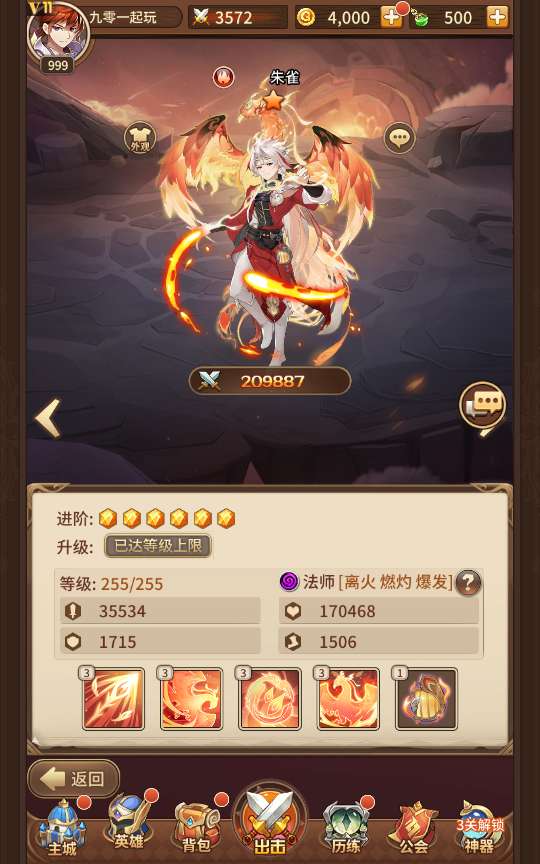 V11
九零一起玩
3572
4,000
500
999
朱雀
外观
209887
进阶:
升级: 已达等级上限
等级: 255/255
法师 [离火 燃灼 爆发] ?
35534
170468
1715
1506
3
3
3
3
1
返回
主城
英雄
背包
出击
历练
公会
3关解锁
神器